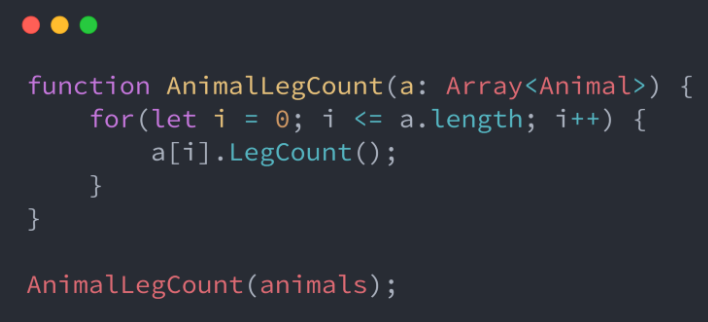 function AnimalLegCount(a: Array<Animal>) {
    for(let i = 0; i <= a.length; i++) {
        a[i].LegCount();
    }
}

AnimalLegCount(animals);